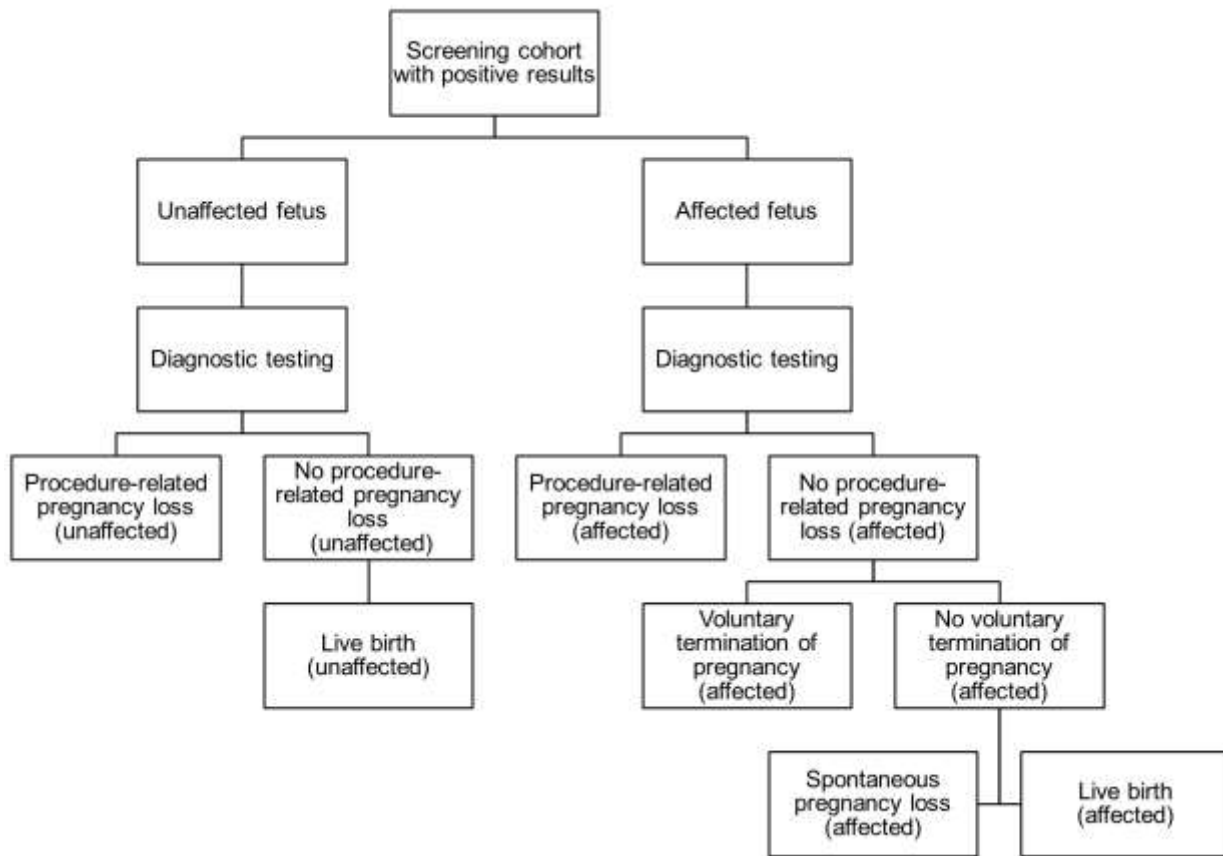 Screening cohort
with positive results
Unaffected fetus
Affected fetus
Diagnostic testing
Diagnostic testing
Procedure-related
pregnancy loss
(unaffected)
No procedure-
related pregnancy
loss
(unaffected)
Procedure-related
pregnancy loss
(affected)
No procedure-
related pregnancy
loss (affected)
Live birth
(unaffected)
Voluntary
termination of
pregnancy
(affected)
No voluntary
termination of
pregnancy
(affected)
Spontaneous
pregnancy loss
(affected)
Live birth
(affected)